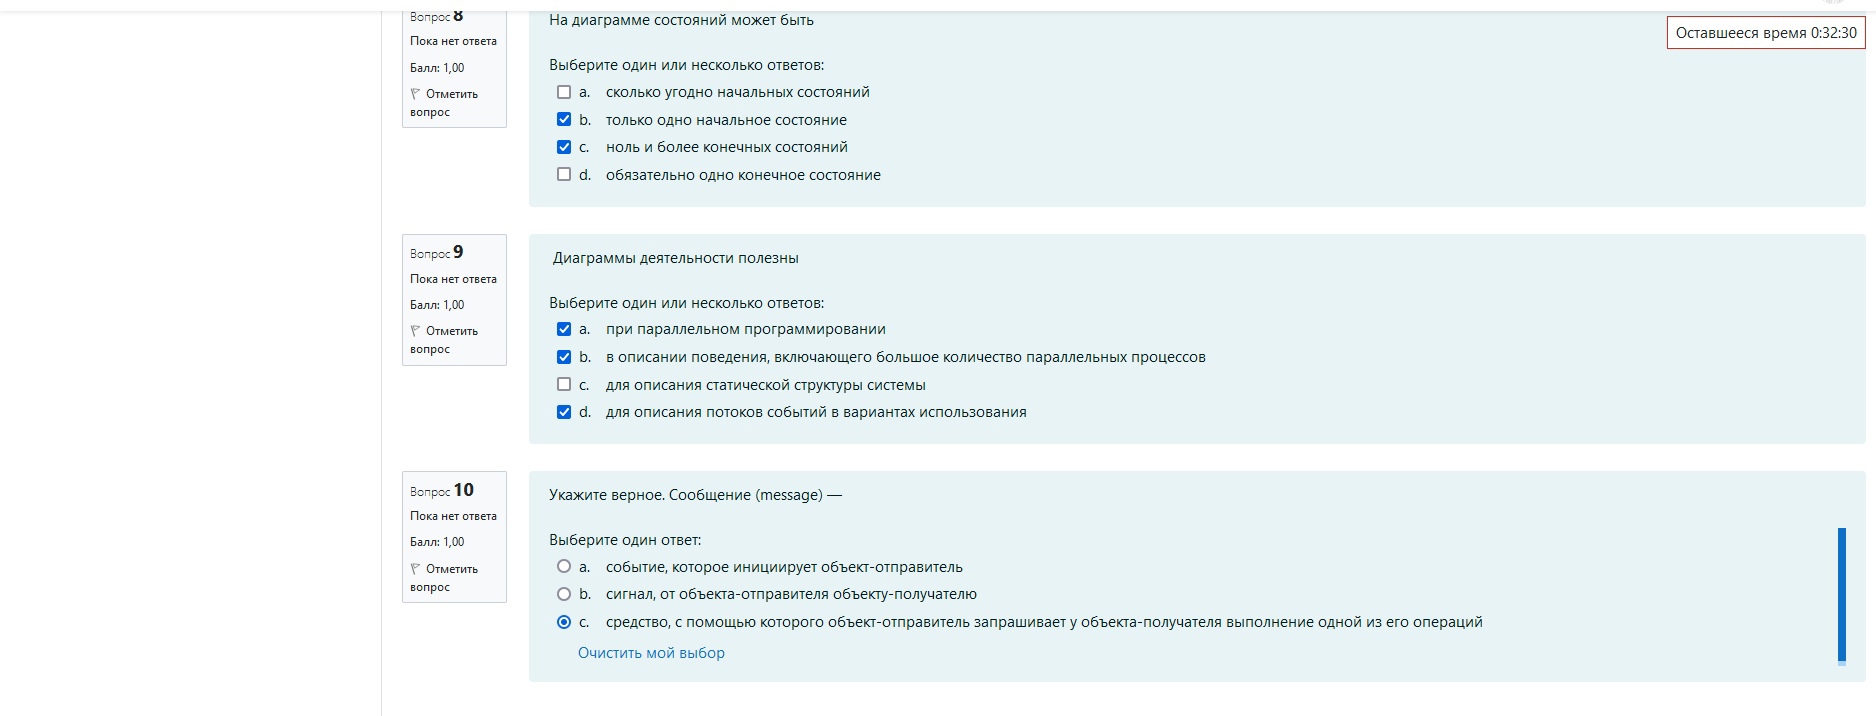 Вопрос 8
Пока нет ответа
Балл: 1,00
Отметить вопрос
На диаграмме состояний может быть
Оставшееся время 0:32:30
Выберите один или несколько ответов:
a. сколько угодно начальных состояний
b. только одно начальное состояние
c. ноль и более конечных состояний
d. обязательно одно конечное состояние
Вопрос 9
Пока нет ответа
Балл: 1,00
Отметить вопрос
Диаграммы деятельности полезны
Выберите один или несколько ответов:
a. при параллельном программировании
b. в описании поведения, включающего большое количество параллельных процессов
c. для описания статической структуры системы
d. для описания потоков событий в вариантах использования
Вопрос 10
Пока нет ответа
Балл: 1,00
Отметить вопрос
Укажите верное. Сообщение (message) —
Выберите один ответ:
a. событие, которое инициирует объект-отправитель
b. сигнал, от объекта-отправителя объекту-получателю
c. средство, с помощью которого объект-отправитель запрашивает у объекта-получателя выполнение одной из его операций
Очистить мой выбор